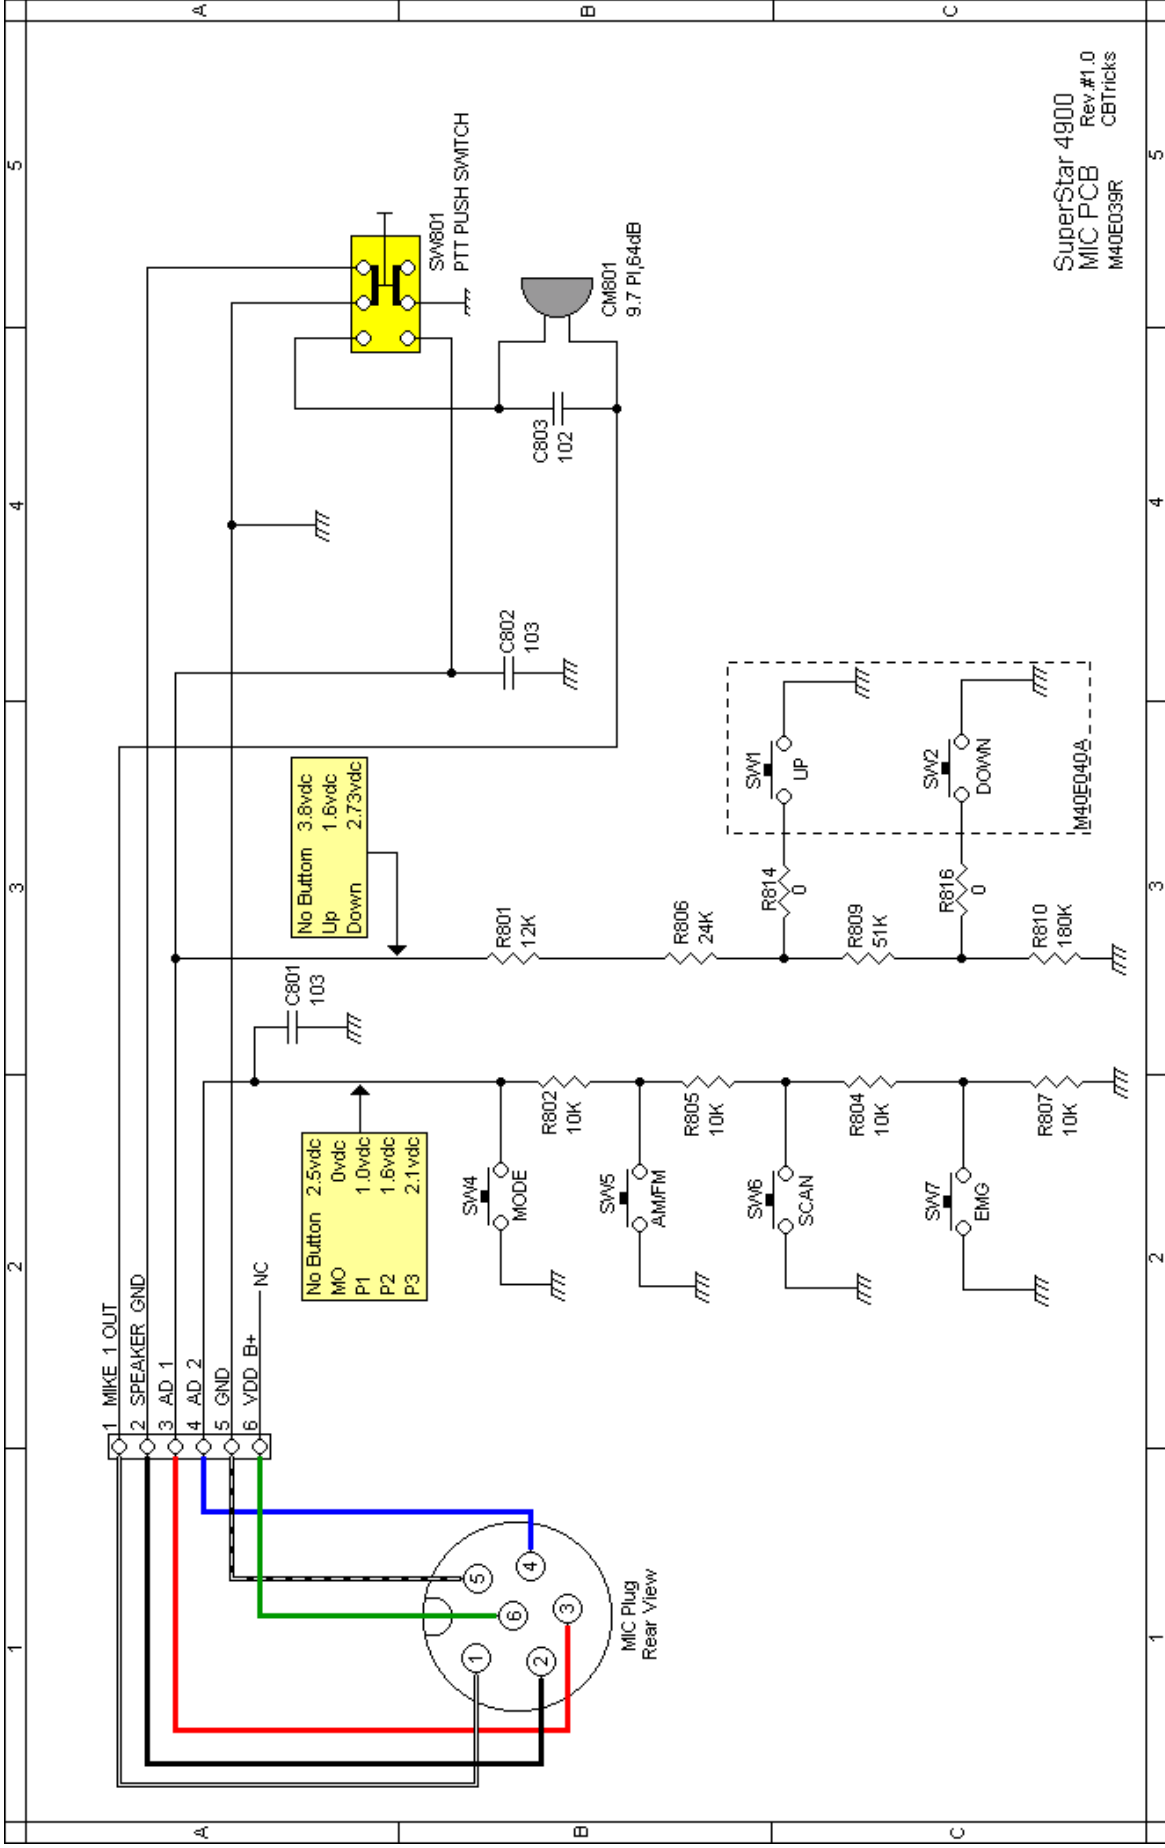 A
B
C
1
2
3
4
5
1
2
3
4
5
A
B
C
1 MIKE 1 OUT
2 SPEAKER GND
3 AD 1
4 AD 2
5 GND
6 VDD B+
NC
1
2
3
4
5
6
MIC Plug
Rear View
No Button 2.5vdc
MO 0vdc
P1 1.0vdc
P2 1.6vdc
P3 2.1vdc
No Buttom 3.8vdc
Up 1.6vdc
Down 2.73vdc
C801
103
SW4
MODE
R802
10K
SW5
AM/FM
R805
10K
SW6
SCAN
R804
10K
SW7
EMG
R807
10K
R801
12K
R806
24K
R814
0
R809
51K
R816
0
R810
180K
SW1
UP
SW2
DOWN
M40E040A
C802
103
C803
102
SW801
PTT PUSH SWITCH
CM801
9.7 PI,64dB
SuperStar 4900
MIC PCB Rev.#1.0
M40E039R CBTricks